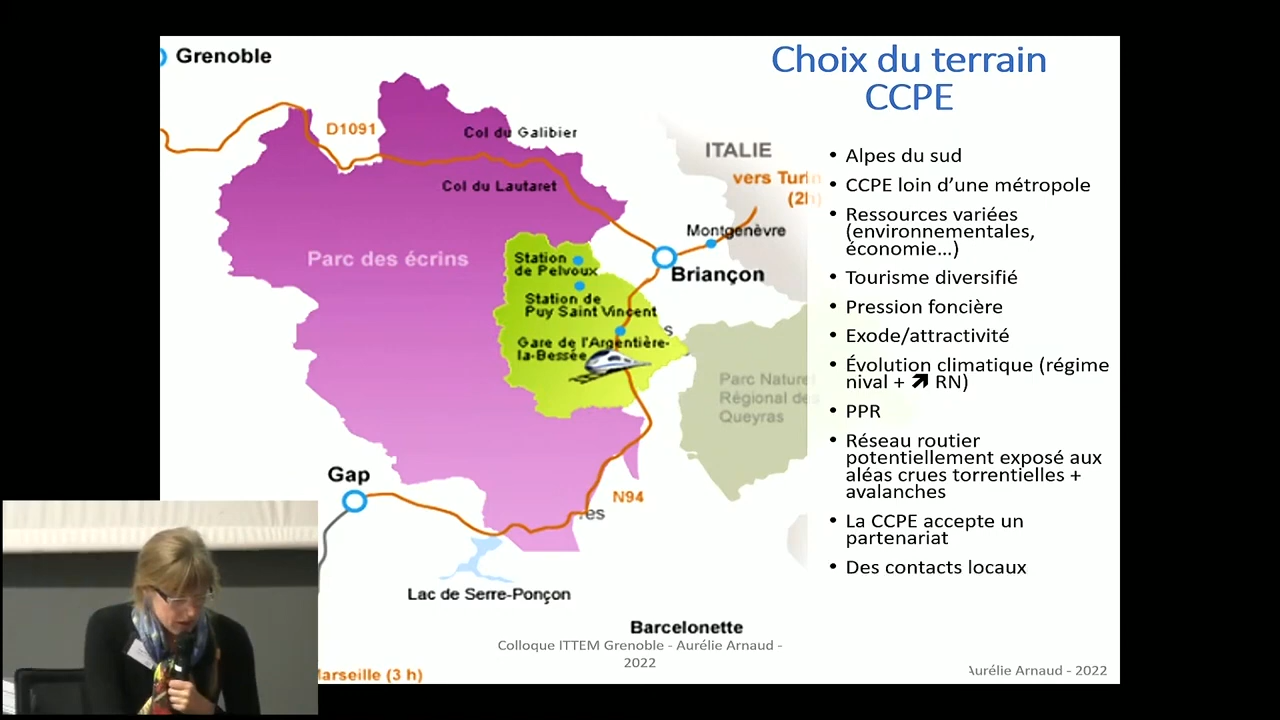 Grenoble
Choix du terrain
CCPE
D1091
Col du Galibier
ITALIE
vers Turin
(2h
Col du Lautaret
Montgenèvre
Parc des écrins
Station
de Pelvoux
Briançon
Station de
Puy Saint Vincent
s
Gare de l'Argentière-
la-Bessée
Parc Naturel
Régional des
Queyras
Gap
N94
.es
Lac de Serre-Ponçon
Barcelonette
Marseille (3 h)
• Alpes du sud
• CCPE loin d'une métropole
• Ressources variées
(environnementales,
économie...)
• Tourisme diversifié
• Pression foncière
• Exode/attractivité
• Évolution climatique (régime
nival + ↗ RN)
• PPR
• Réseau routier
potentiellement exposé aux
aléas crues torrentielles +
avalanches
• La CCPE accepte un
partenariat
• Des contacts locaux
Colloque ITTEM Grenoble - Aurélie Arnaud -
2022
Aurélie Arnaud - 2022